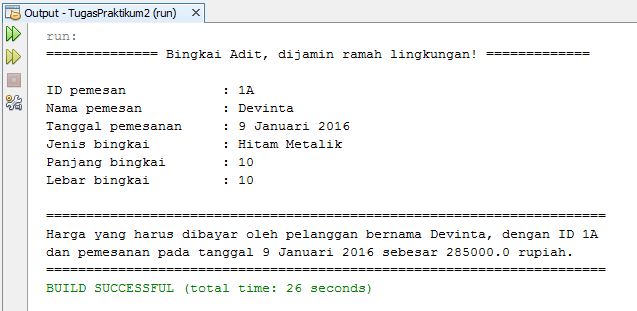 Output - TugasPraktikum2 (run)
run:
============== Bingkai Adit, dijamin ramah lingkungan! =============
ID pemesan : 1A
Nama pemesan : Devinta
Tanggal pemesanan : 9 Januari 2016
Jenis bingkai : Hitam Metalik
Panjang bingkai : 10
Lebar bingkai : 10
======================================================================
Harga yang harus dibayar oleh pelanggan bernama Devinta, dengan ID 1A
dan pemesanan pada tanggal 9 Januari 2016 sebesar 285000.0 rupiah.
======================================================================
BUILD SUCCESSFUL (total time: 26 seconds)